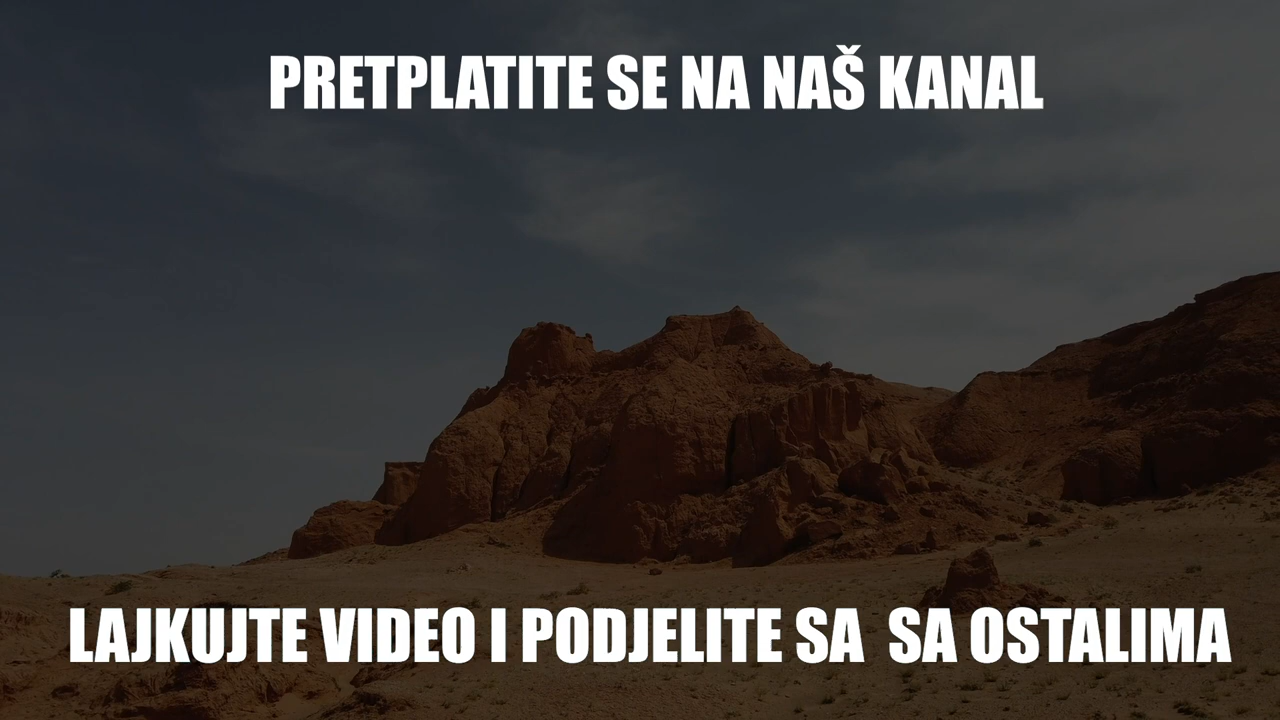 PRETPLATITE SE NA NAŠ KANAL
LAJKUJTE VIDEO I PODJELITE SA  SA OSTALIMA